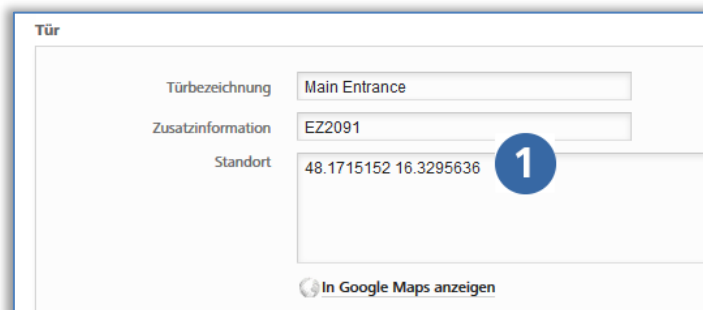 Tür
Türbezeichnung Main Entrance
Zusatzinformation EZ2091
Standort 48.1715152 16.3295636 1
In Google Maps anzeigen